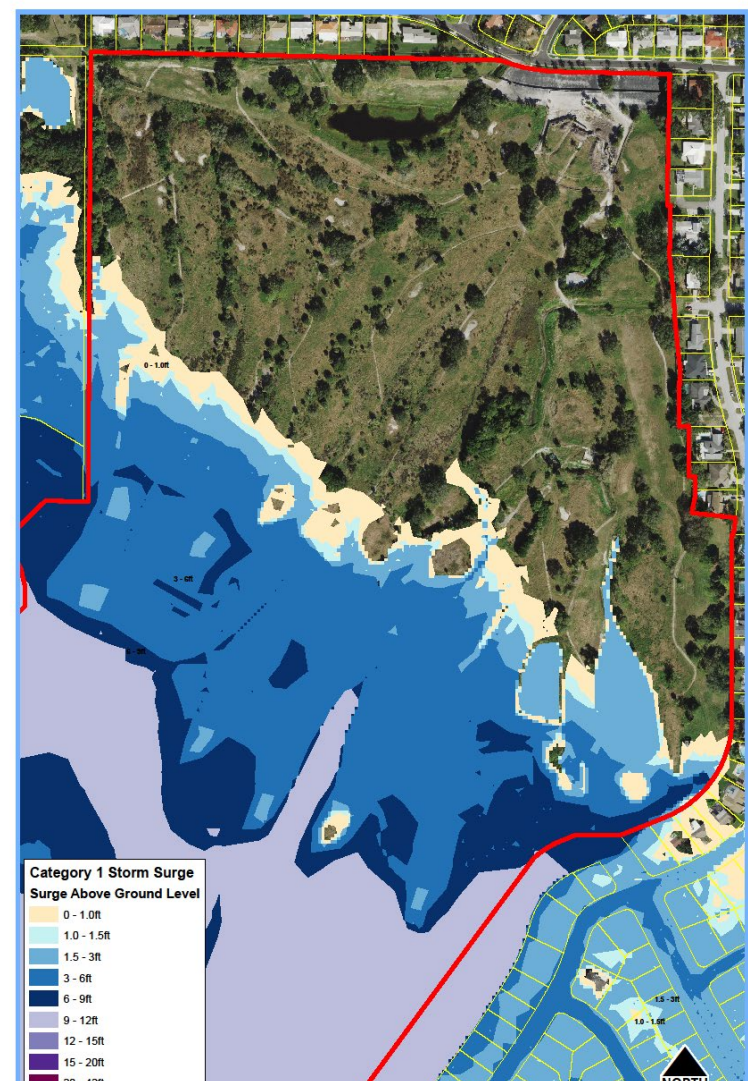 0 - 1.0ft
3 - 6ft
6 - 9ft
1.5 - 3ft
1.0 - 1.5ft
Category 1 Storm Surge
Surge Above Ground Level
0 - 1.0ft
1.0 - 1.5ft
1.5 - 3ft
3 - 6ft
6 - 9ft
9 - 12ft
12 - 15ft
15 - 20ft
NORTH